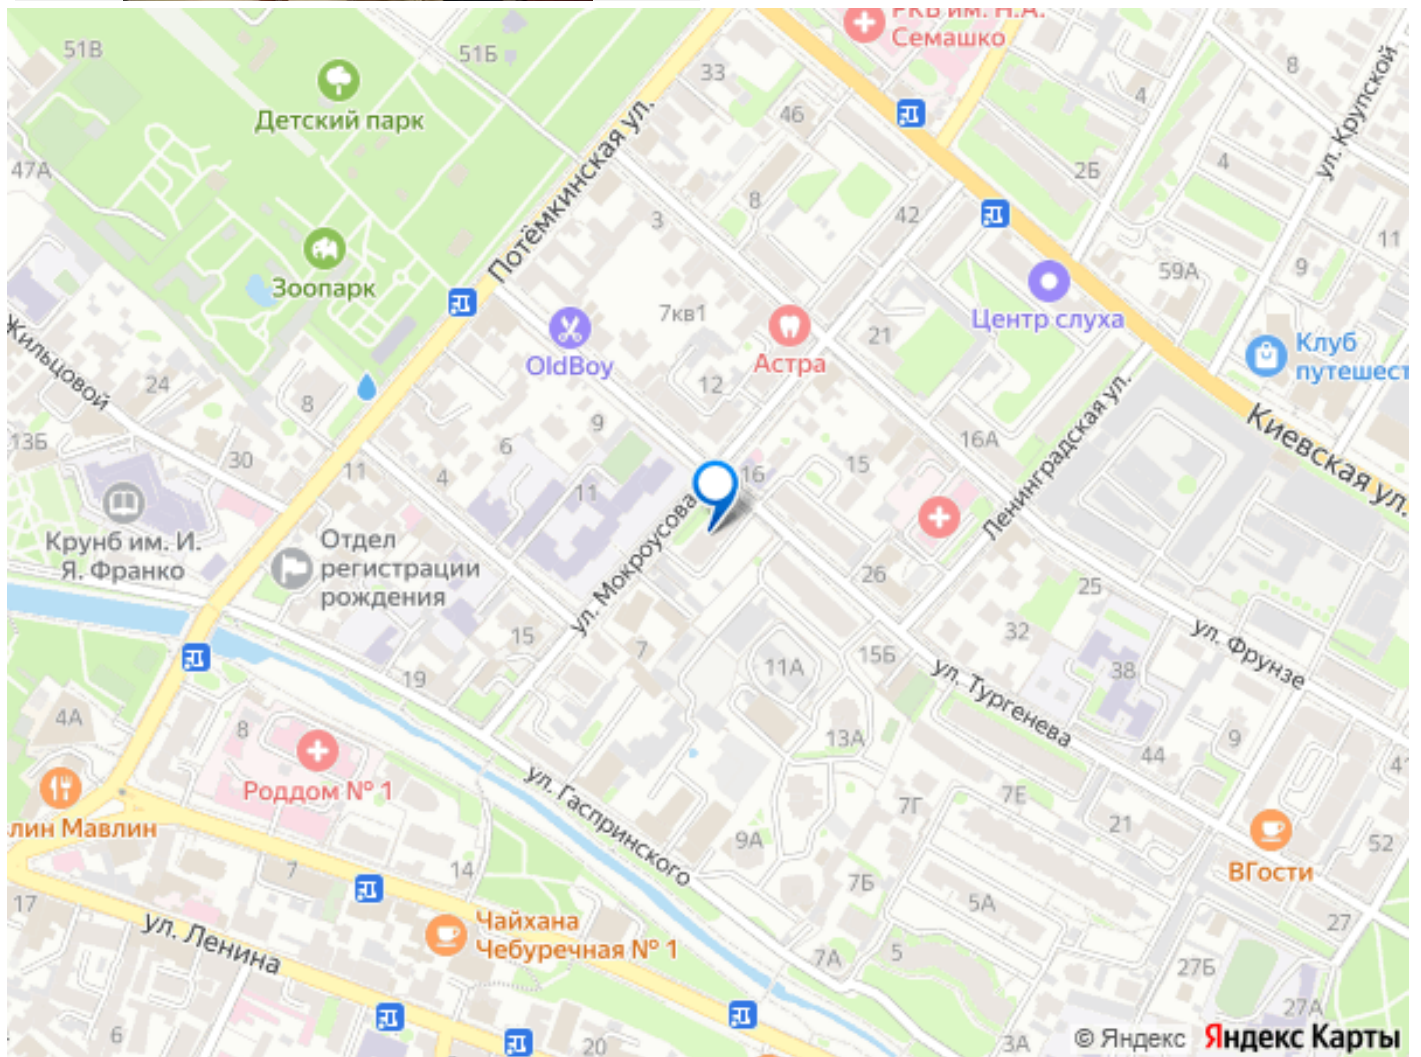 РКБ им. Н.А.
Семашко
51В
51Б
33
8
4
ул. Крупской
Детский парк
46
Потёмкинская ул.
2Б
4
47А
8
3
42
11
Зоопарк
59А
9
7кв1
Центр слуха
OldBoy
Астра
21
Клуб
путешест
Жильцовой
24
8
12
9
Ленинградская ул.
13Б
30
11
6
4
16А
Киевская ул.
11
16
15
Крунб им. И.
Я. Франко
Отдел
регистрации
рождения
ул. Мокроусова
26
25
15
7
32
ул. Фрунзе
19
11А
15Б
38
ул. Тургенева
4А
8
13А
44
9
41
Роддом № 1
ул. Гаспринского
7Г
7Е
21
лин Мавлин
9А
52
7
14
7Б
ВГости
17
ул. Ленина
Чайхана
Чебуречная № 1
5А
27
7А
5
27Б
27А
6
20
3А
© Яндекс Яндекс Карты